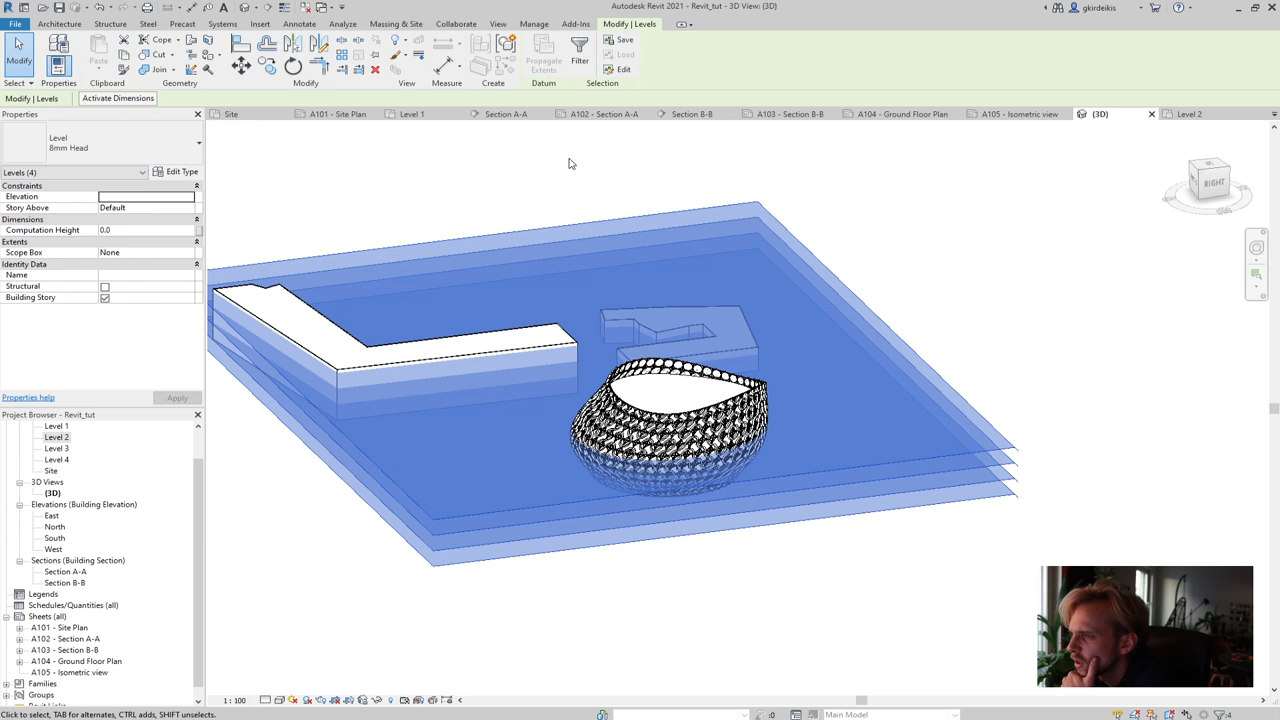 Autodesk Revit 2021 - Revit_tut - 3D View: {3D}
gkirdeikis
File Architecture Structure Steel Precast Systems Insert Annotate Analyze Massing & Site Collaborate View Manage Add-Ins Modify | Levels
Modify
Properties
Paste
Cope
Cut
Join
Propagate
Extents
Filter
Save
Load
Edit
Select Properties Clipboard Geometry Modify View Measure Create Datum Selection
Modify | Levels Activate Dimensions
Properties
Site A101 - Site Plan Level 1 Section A-A A102 - Section A-A Section B-B A103 - Section B-B A104 - Ground Floor Plan A105 - Isometric view {3D} Level 2
Level
8mm Head
Levels (4) Edit Type
Constraints
Elevation
Story Above Default
Dimensions
Computation Height 0.0
Extents
Scope Box None
Identity Data
Name
Structural
Building Story
Properties help Apply
Project Browser - Revit_tut
Level 1
Level 2
Level 3
Level 4
Site
3D Views
{3D}
Elevations (Building Elevation)
East
North
South
West
Sections (Building Section)
Section A-A
Section B-B
Legends
Schedules/Quantities (all)
Sheets (all)
A101 - Site Plan
A102 - Section A-A
A103 - Section B-B
A104 - Ground Floor Plan
A105 - Isometric view
Families
Groups
RIGHT
1 : 100
Click to select, TAB for alternates, CTRL adds, SHIFT unselects.
:0
Main Model
:4